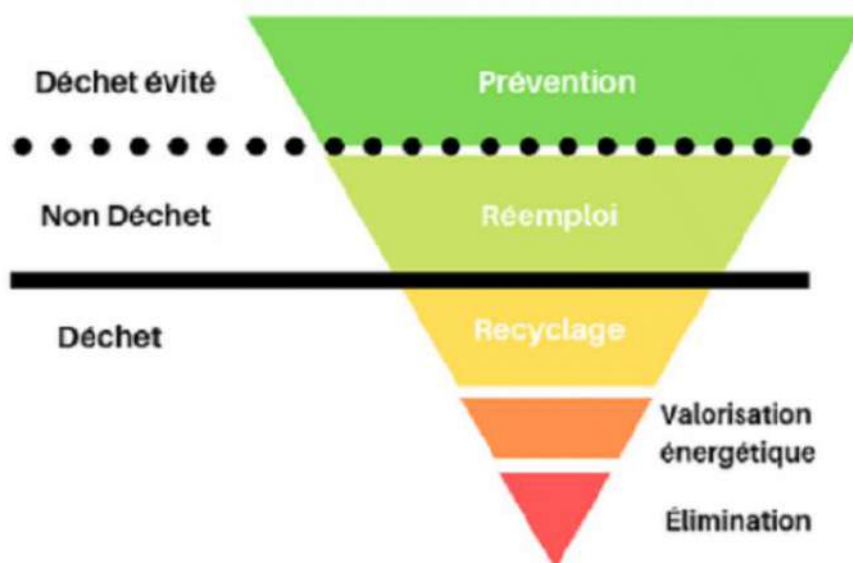 Déchet évité
Prévention
Non Déchet
Réemploi
Déchet
Recyclage
Valorisation
énergétique
Élimination